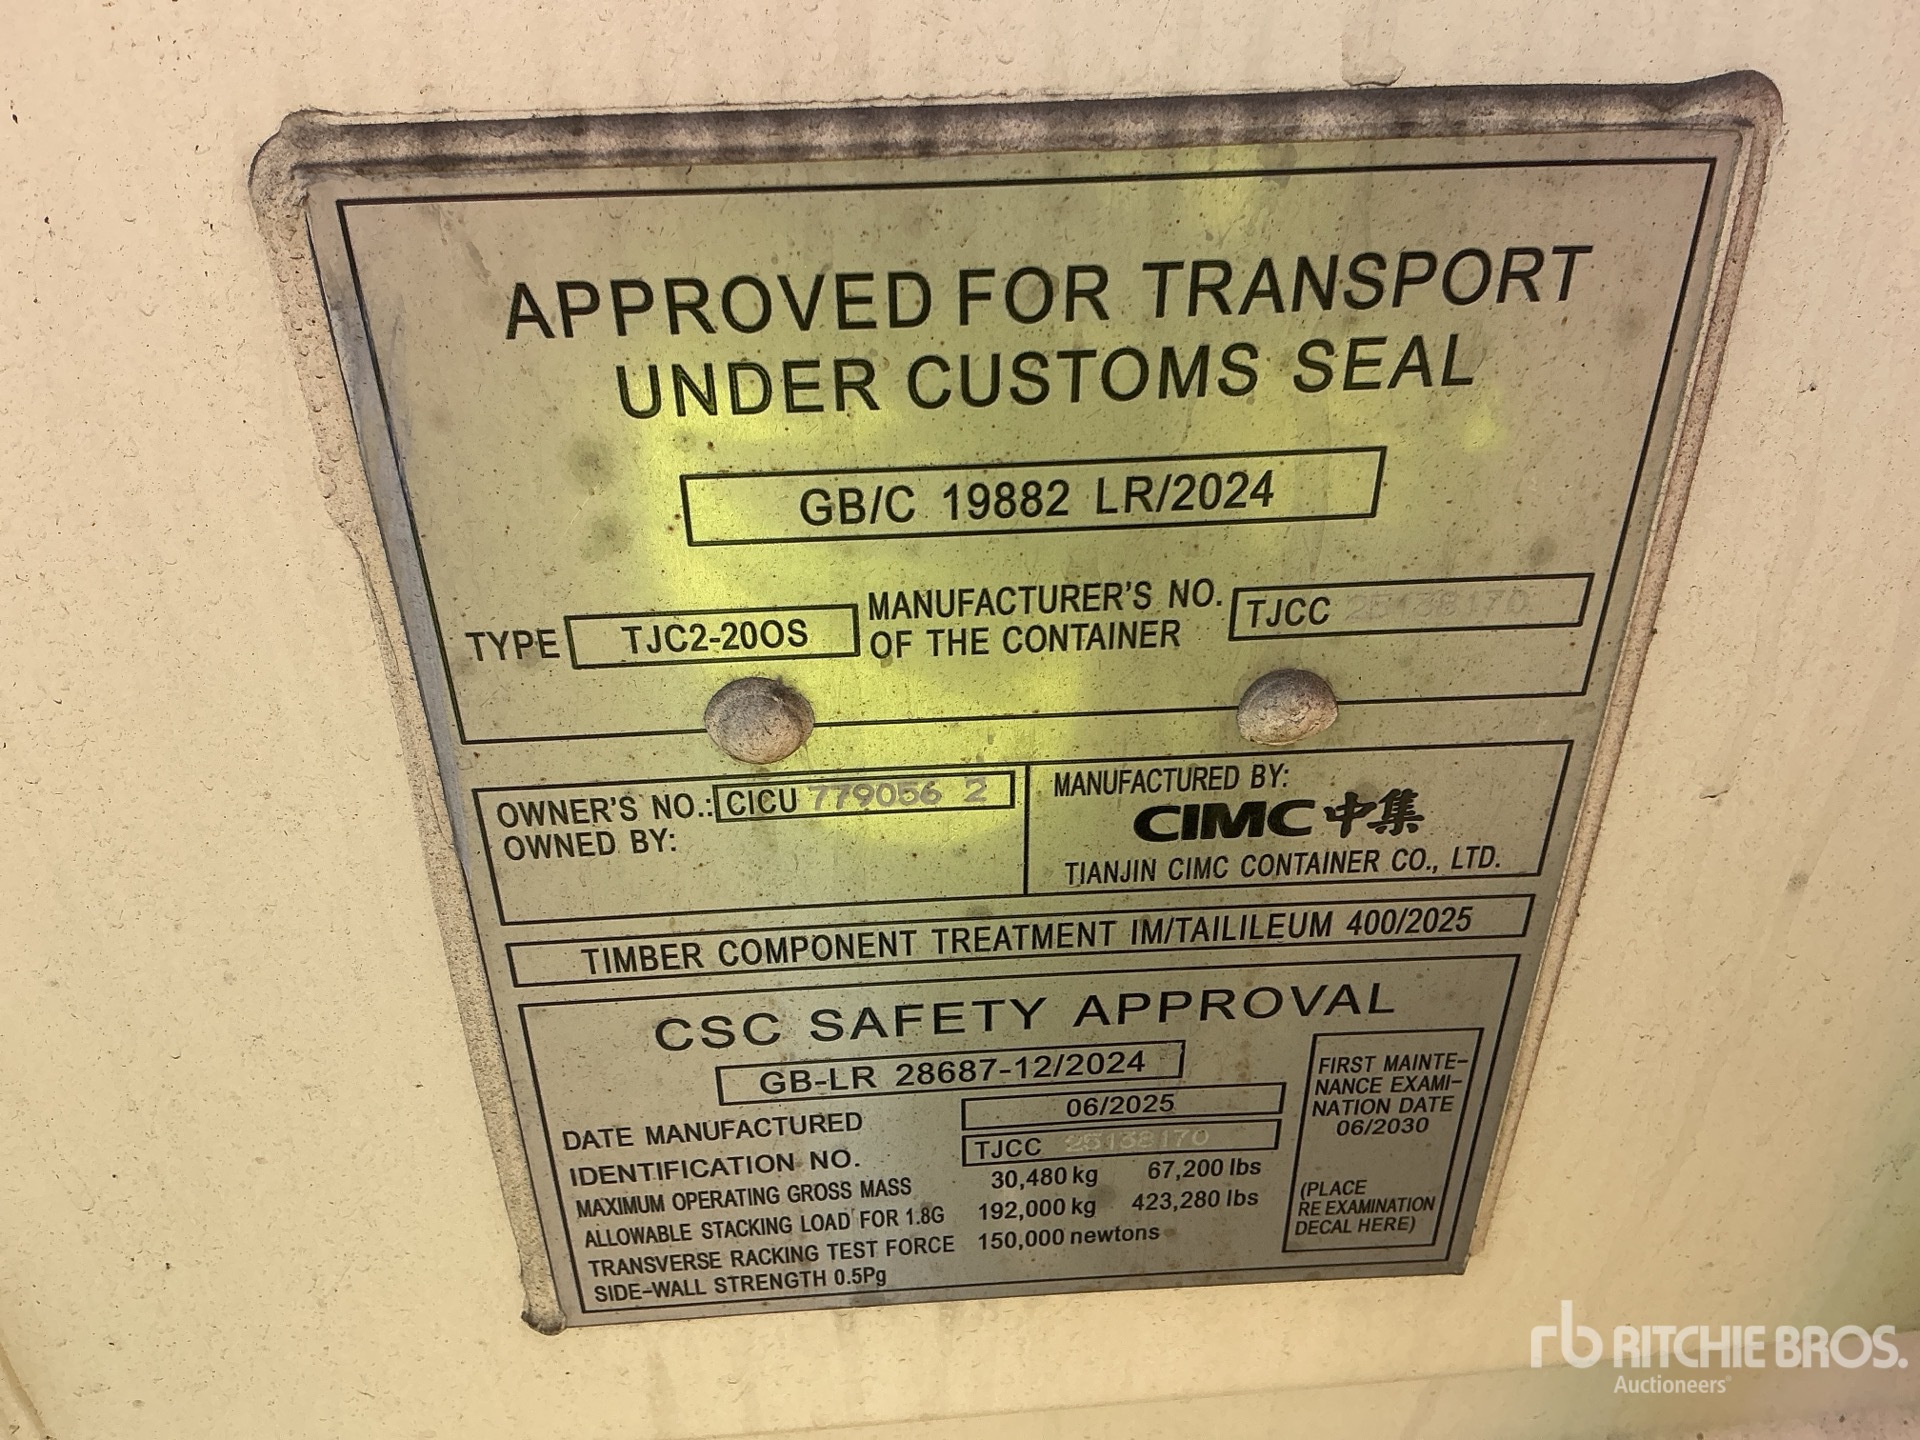 APPROVED FOR TRANSPORT
UNDER CUSTOMS SEAL
GB/C 19882 LR/2024
TYPE TJC2-20OS
MANUFACTURER'S NO.
OF THE CONTAINER
TJCC 25138170
OWNER'S NO.: CICU 779056 2
OWNED BY:
MANUFACTURED BY:
CIMC 中集
TIANJIN CIMC CONTAINER CO., LTD.
TIMBER COMPONENT TREATMENT IM/TAILILEUM 400/2025
CSC SAFETY APPROVAL
GB-LR 28687-12/2024
DATE MANUFACTURED 06/2025
IDENTIFICATION NO. TJCC 25138170
MAXIMUM OPERATING GROSS MASS 30,480 kg 67,200 lbs
ALLOWABLE STACKING LOAD FOR 1.8G 192,000 kg 423,280 lbs
TRANSVERSE RACKING TEST FORCE 150,000 newtons
SIDE-WALL STRENGTH 0.5Pg
FIRST MAINTE-
NANCE EXAMI-
NATION DATE
06/2030
(PLACE
RE EXAMINATION
DECAL HERE)
rb RITCHIE BROS.
Auctioneers